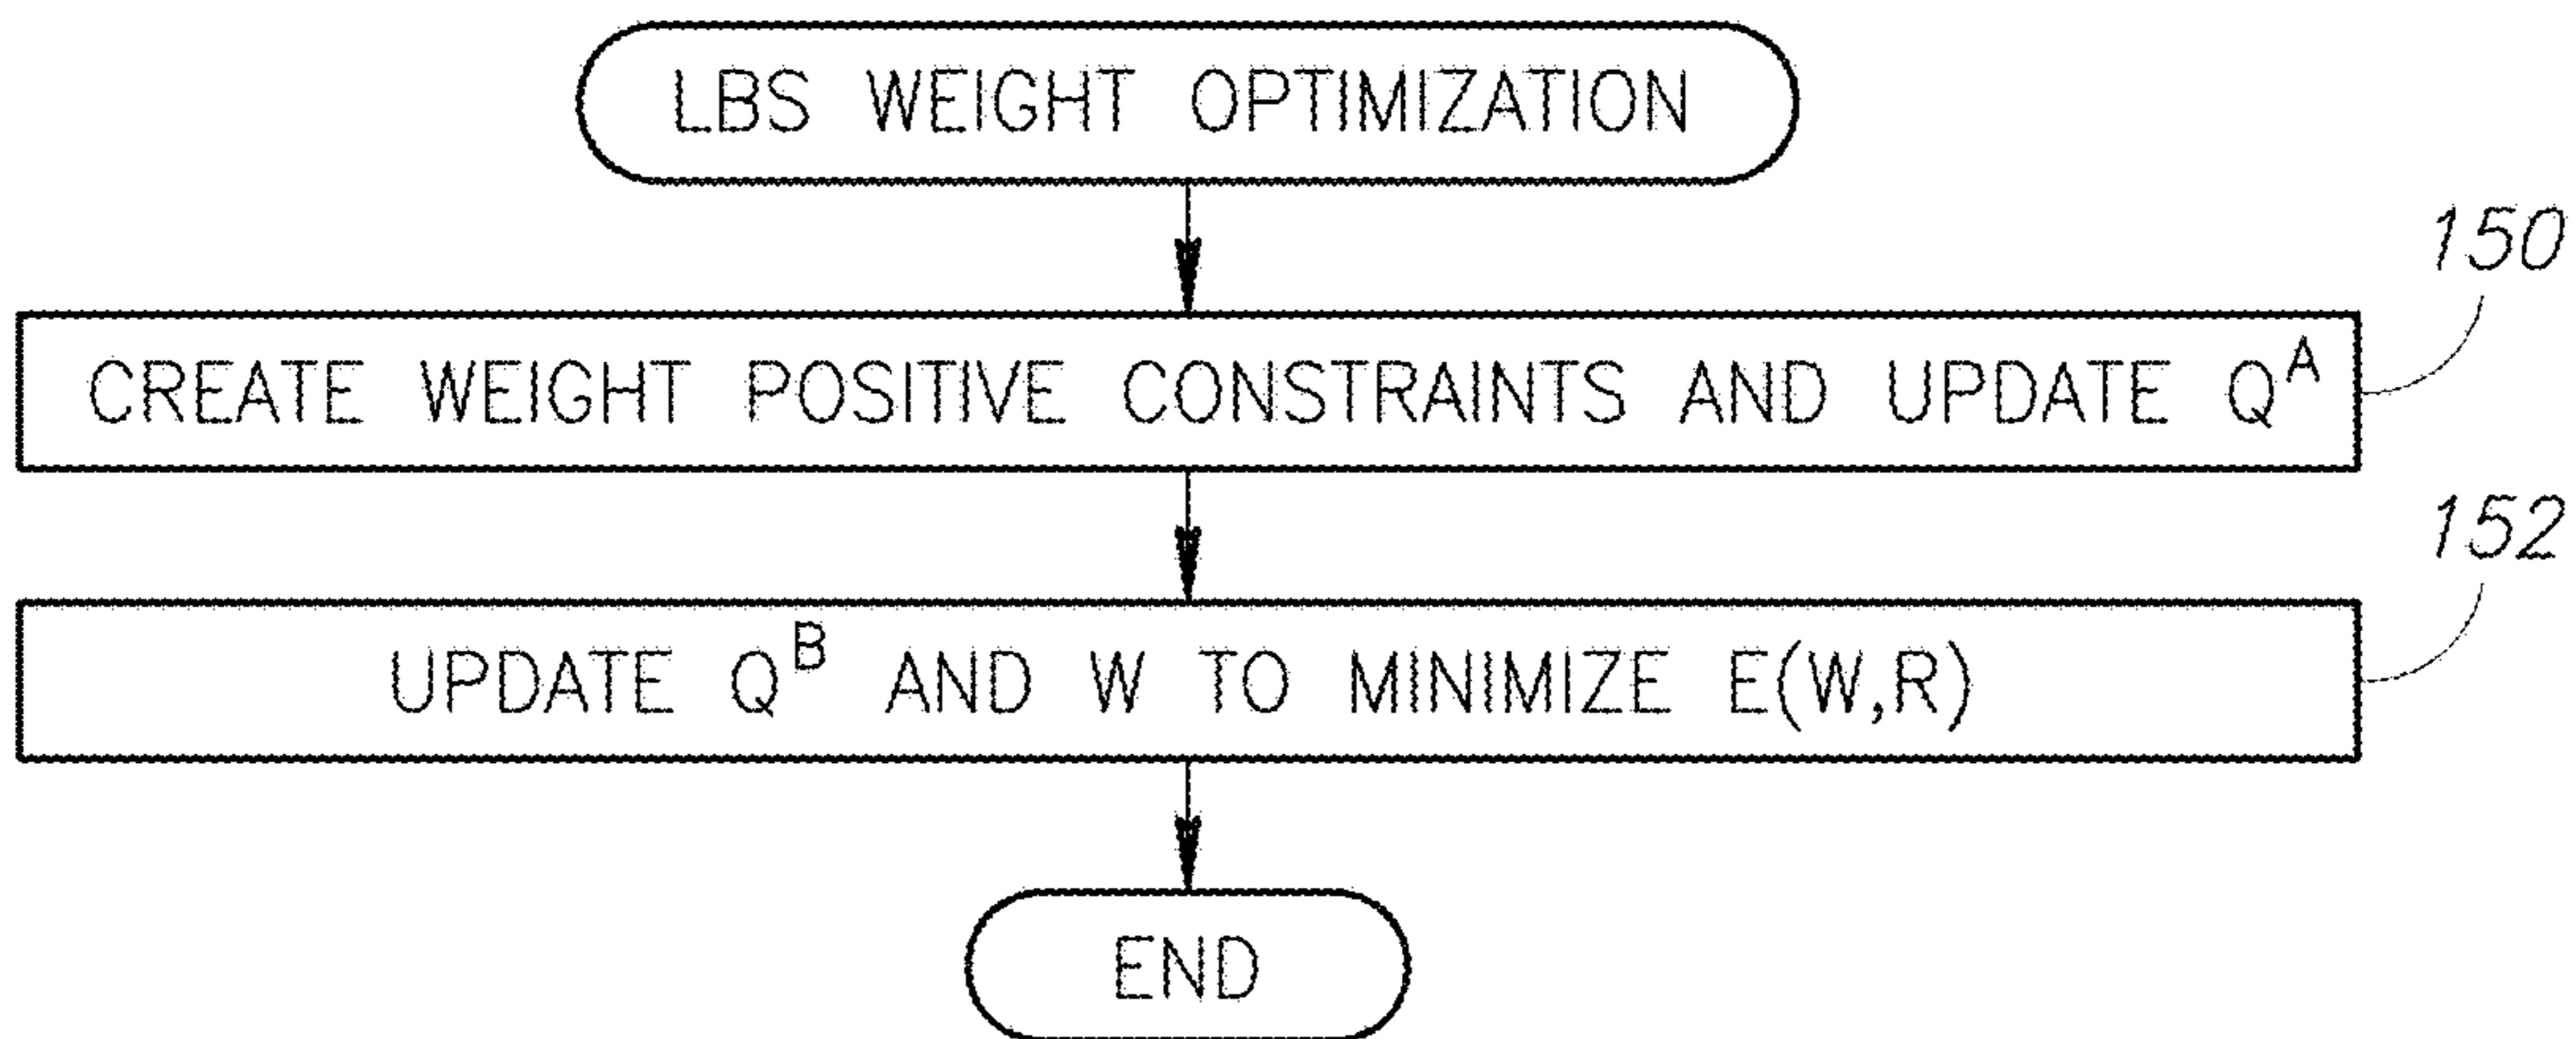 LBS WEIGHT OPTIMIZATION
150
CREATE WEIGHT POSITIVE CONSTRAINTS AND UPDATE Q^A
152
UPDATE Q^B AND W TO MINIMIZE E(W,R)
END